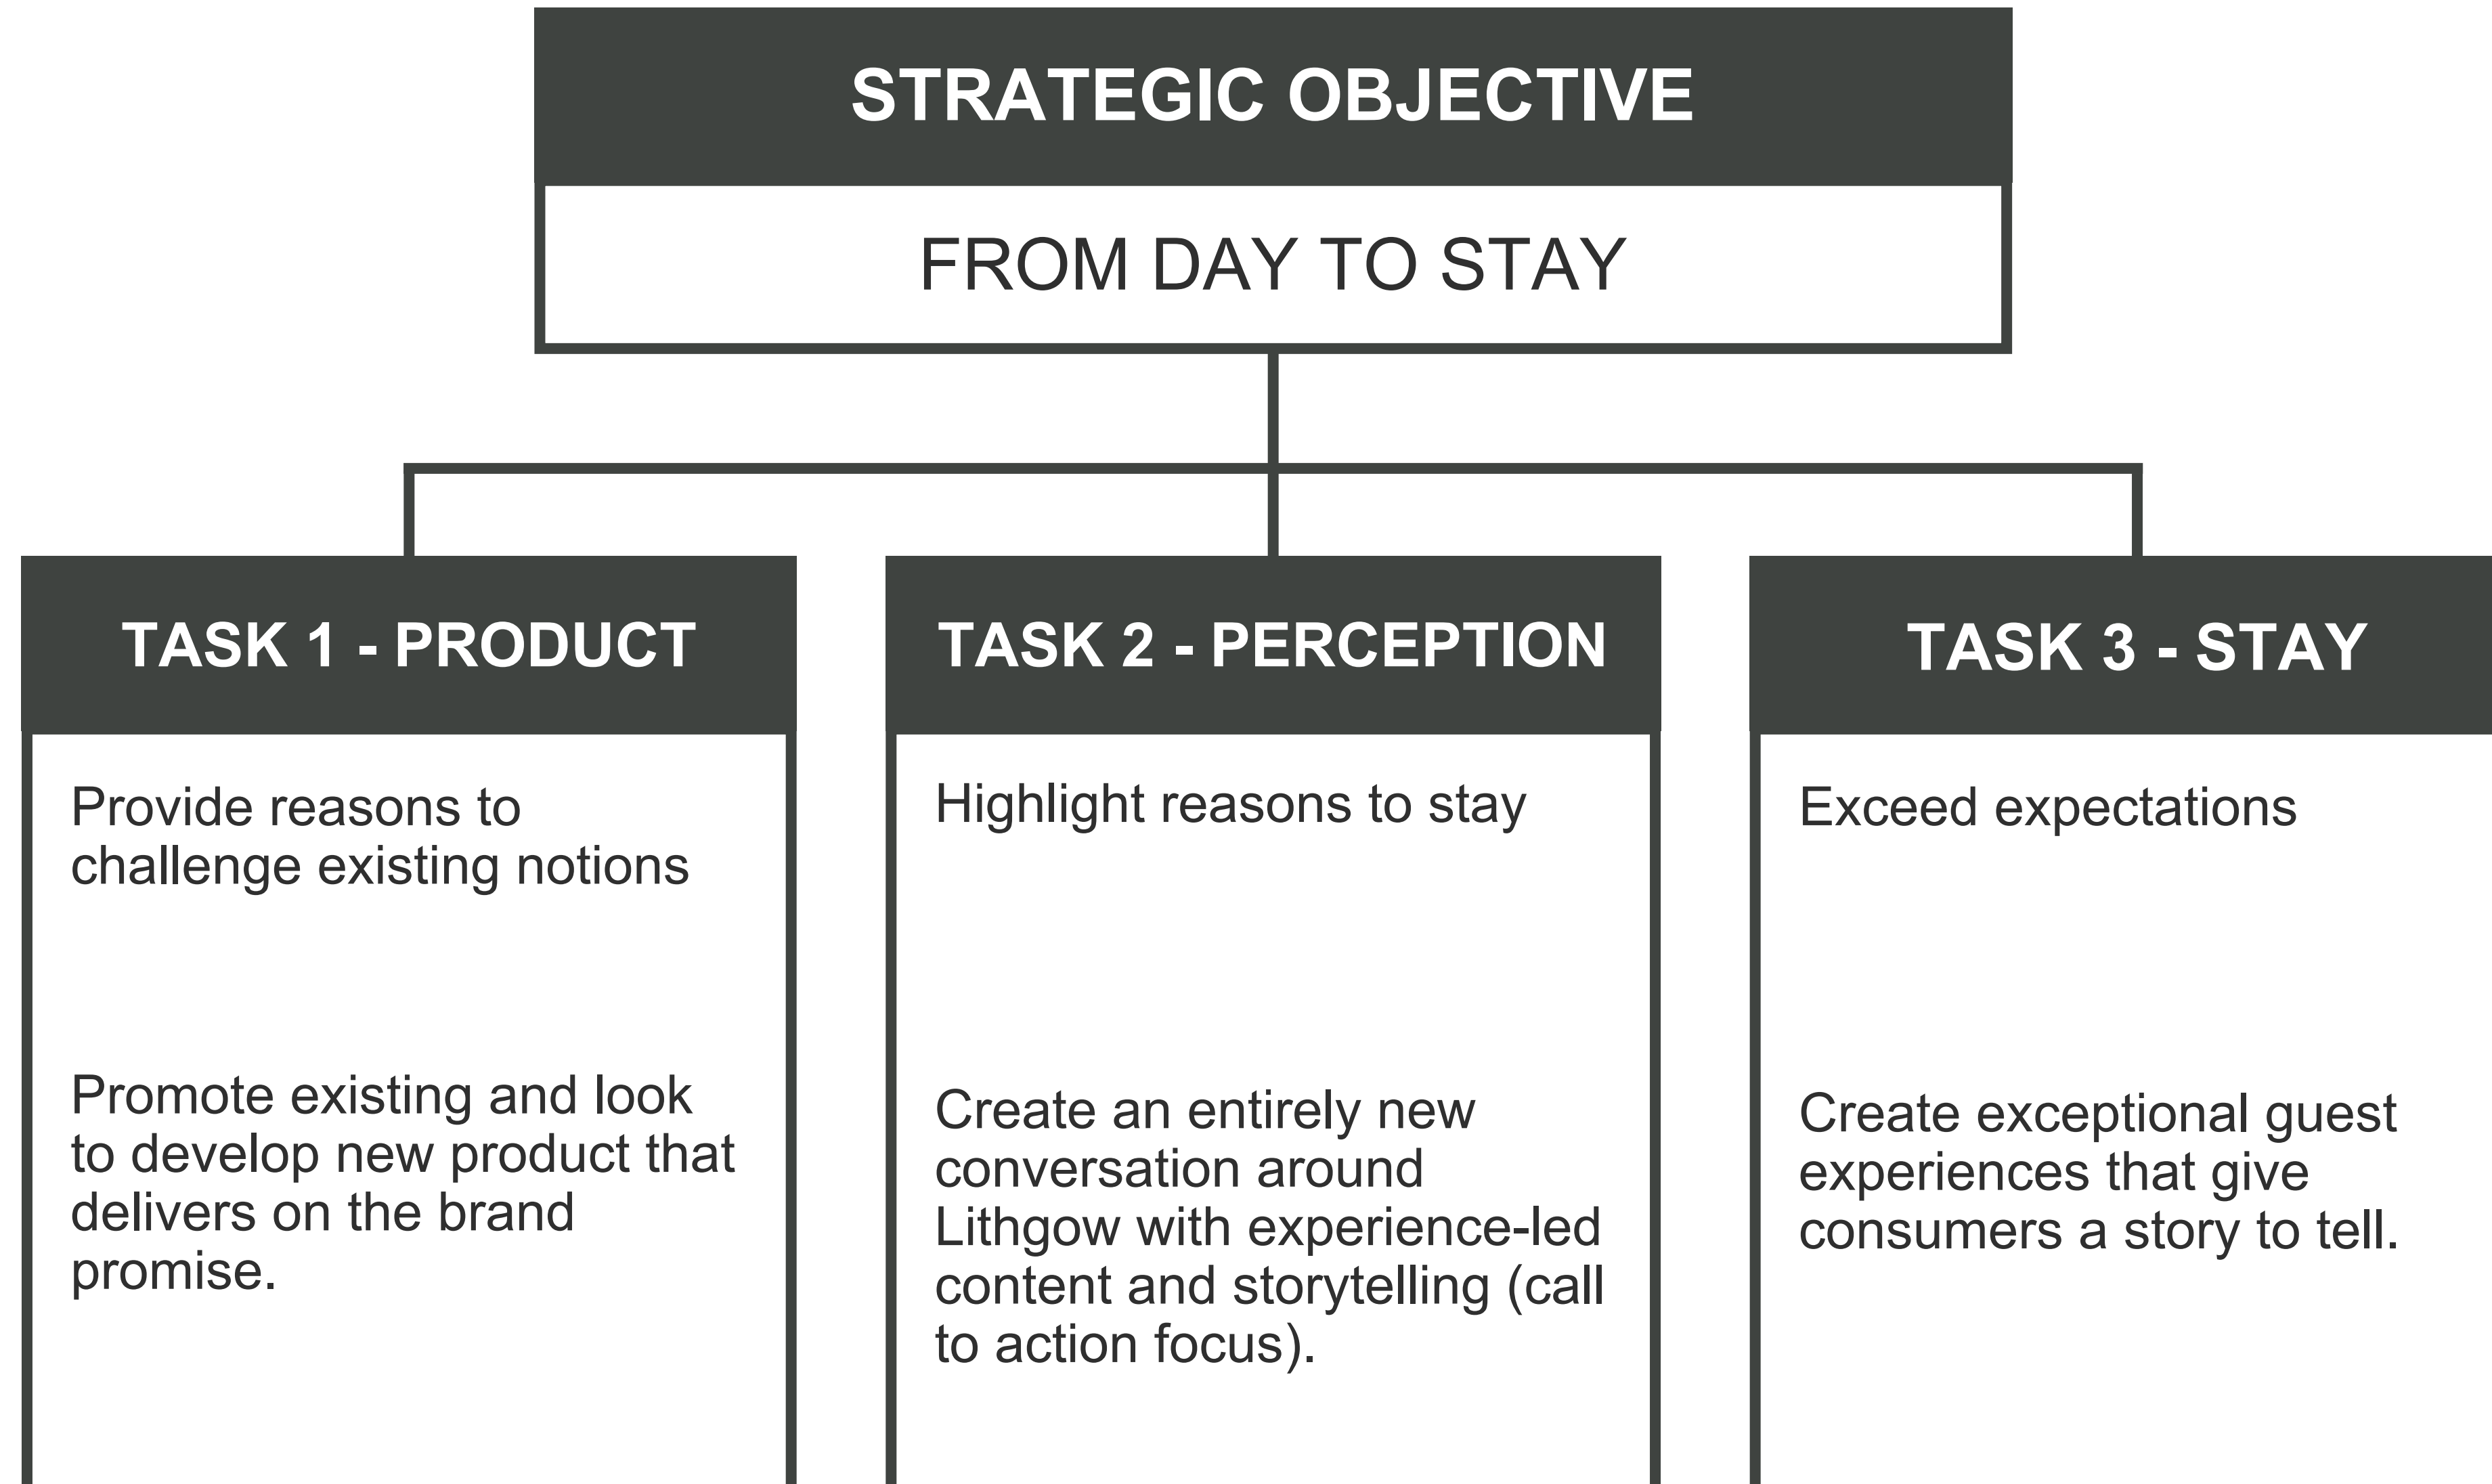 STRATEGIC OBJECTIVE
FROM DAY TO STAY
TASK 1 - PRODUCT
Provide reasons to
challenge existing notions
Promote existing and look
to develop new product that
delivers on the brand
promise.
TASK 2 - PERCEPTION
Highlight reasons to stay
Create an entirely new
conversation around
Lithgow with experience-led
content and storytelling (call
to action focus).
TASK 3 - STAY
Exceed expectations
Create exceptional guest
experiences that give
consumers a story to tell.